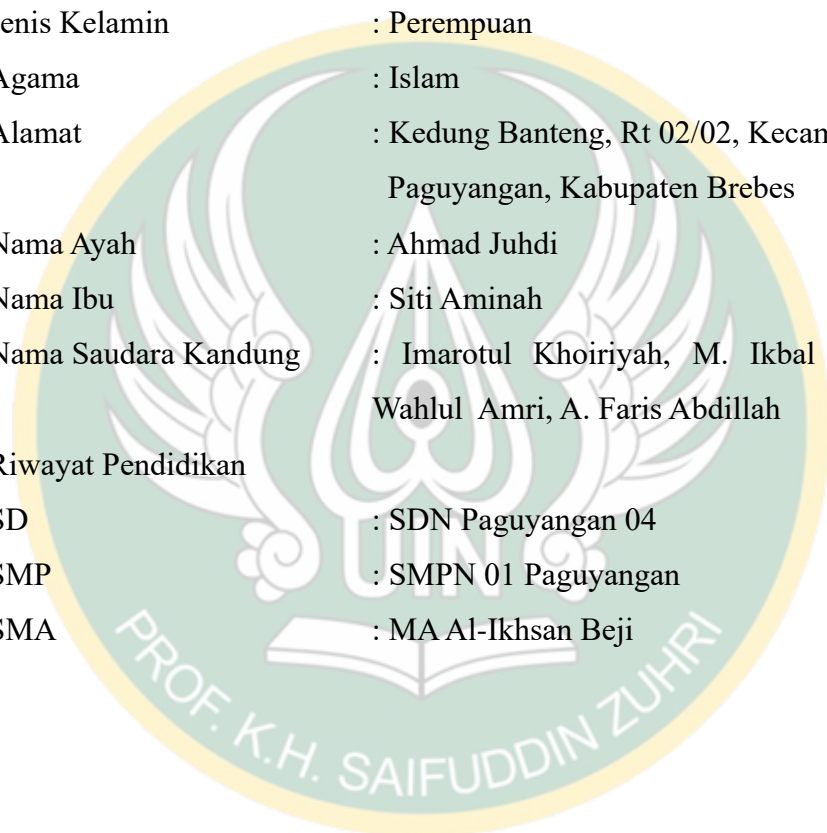 enis Kelamin : Perempuan
Agama : Islam
Alamat : Kedung Banteng, Rt 02/02, Kecam
Paguyangan, Kabupaten Brebes
Nama Ayah : Ahmad Juhdi
Nama Ibu : Siti Aminah
Nama Saudara Kandung : Imarotul Khoiriyah, M. Ikbal
Wahlul Amri, A. Faris Abdillah
Riwayat Pendidikan
SD : SDN Paguyangan 04
SMP : SMPN 01 Paguyangan
SMA : MA Al-Ikhsan Beji
UIN
PROF. K.H. SAIFUDDIN ZUHRI